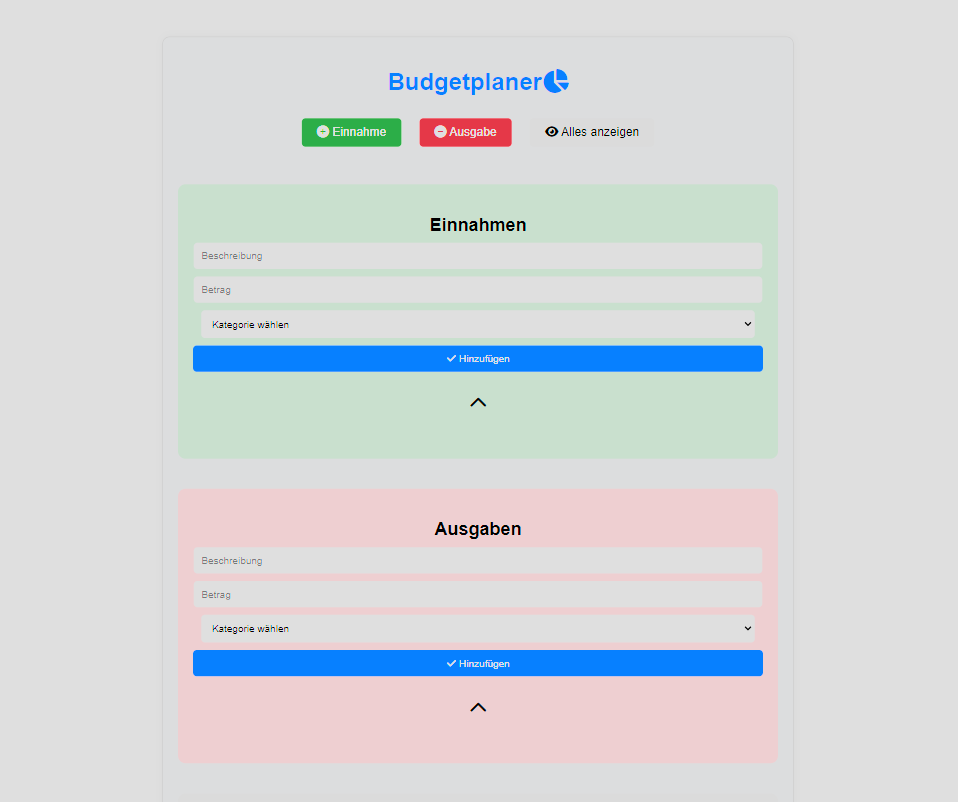 Budgetplaner
Einnahme Ausgabe Alles anzeigen
Einnahmen
Beschreibung
Betrag
Kategorie wählen
Hinzufügen
Ausgaben
Beschreibung
Betrag
Kategorie wählen
Hinzufügen